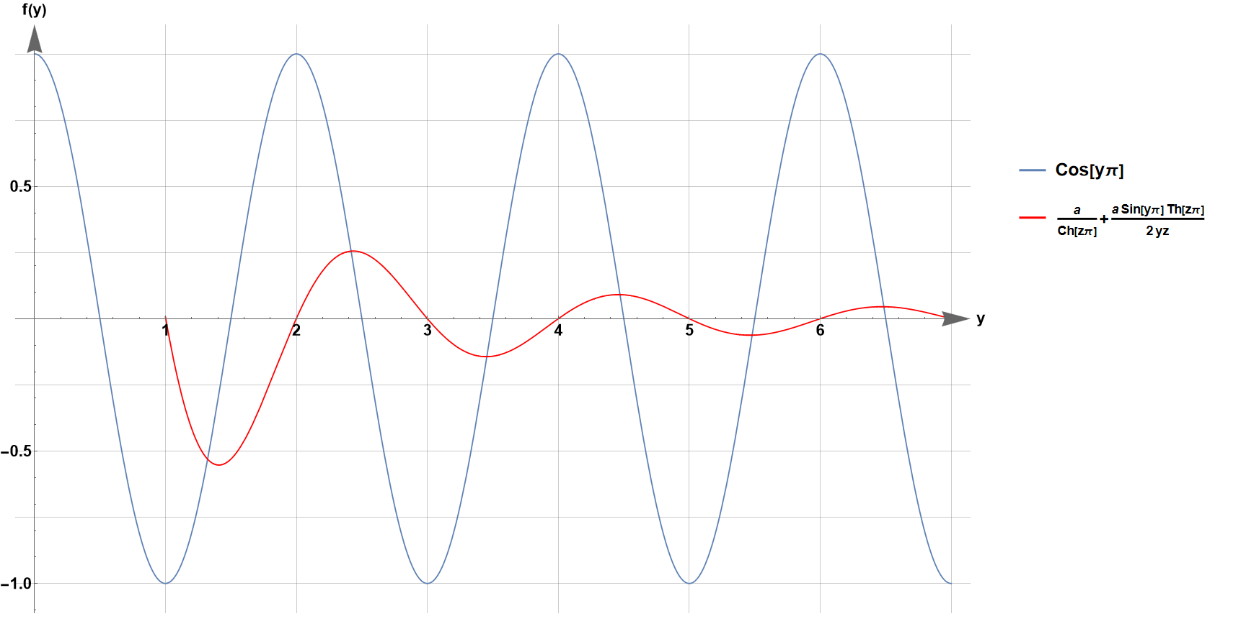 f(y)
0.5
1 2 3 4 5 6 y
−0.5
−1.0
Cos[yπ]
a/Ch[zπ] + a Sin[yπ] Th[zπ]/2 yz